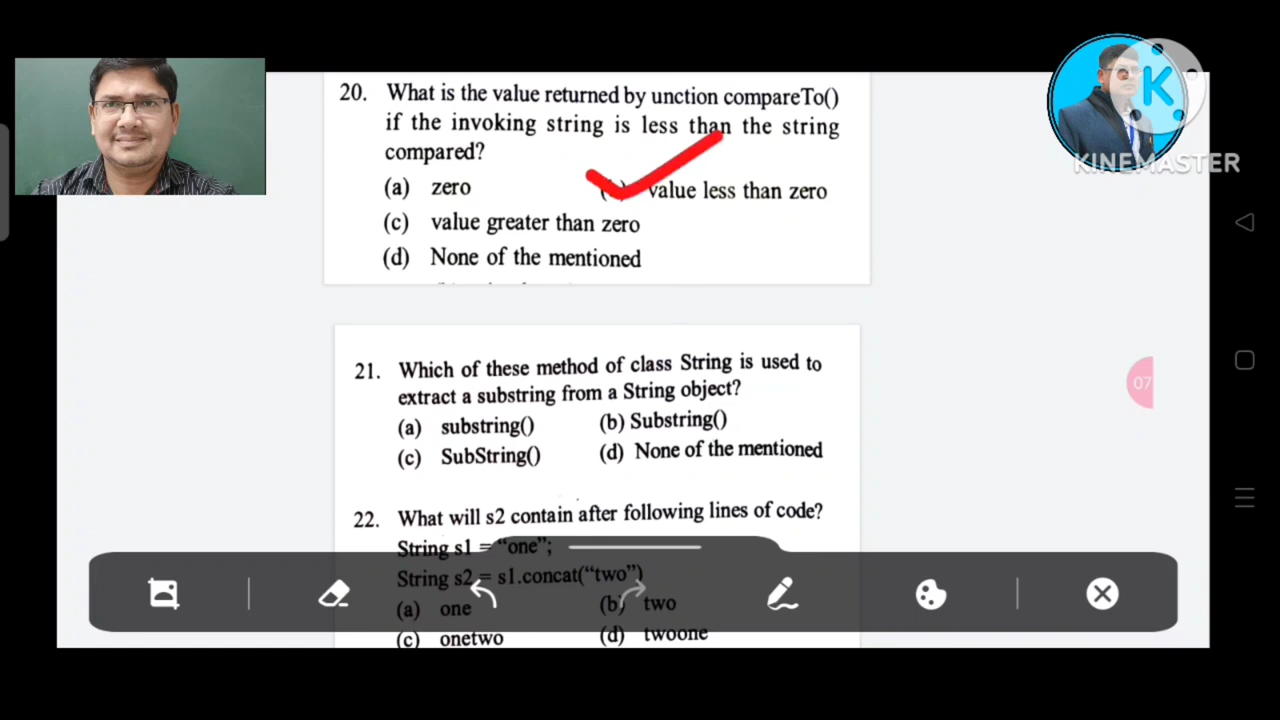 20. What is the value returned by unction compareTo()
if the invoking string is less than the string
compared?
(a) zero value less than zero
(c) value greater than zero
(d) None of the mentioned
21. Which of these method of class String is used to
extract a substring from a String object?
(a) substring() (b) Substring()
(c) SubString() (d) None of the mentioned
22. What will s2 contain after following lines of code?
String s1 = “one”;
String s2 = s1.concat(“two”)
(a) one (b) two
(c) onetwo (d) twoone
K
KINEMASTER
07